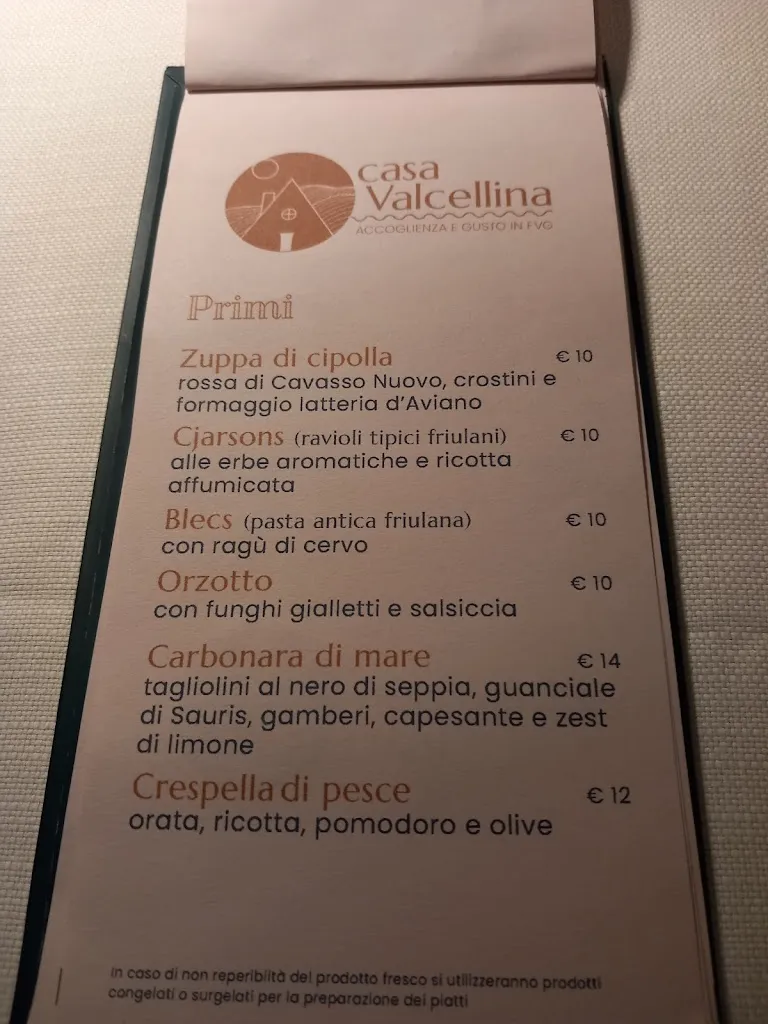 casa
Valcellina
ACCOGLIENZA E GUSTO IN FVG
Primi
Zuppa di cipolla € 10
rossa di Cavasso Nuovo, crostini e
formaggio latteria d'Aviano
Cjarsons (ravioli tipici friulani) € 10
alle erbe aromatiche e ricotta
affumicata
Blecs (pasta antica friulana) € 10
con ragù di cervo
Orzotto € 10
con funghi gialletti e salsiccia
Carbonara di mare € 14
tagliolini al nero di seppia, guanciale
di Sauris, gamberi, capesante e zest
di limone
Crespella di pesce € 12
orata, ricotta, pomodoro e olive
In caso di non reperibiltà del prodotto fresco si utilizzeranno prodotti
congelati o surgelati per la preparazione dei piatti